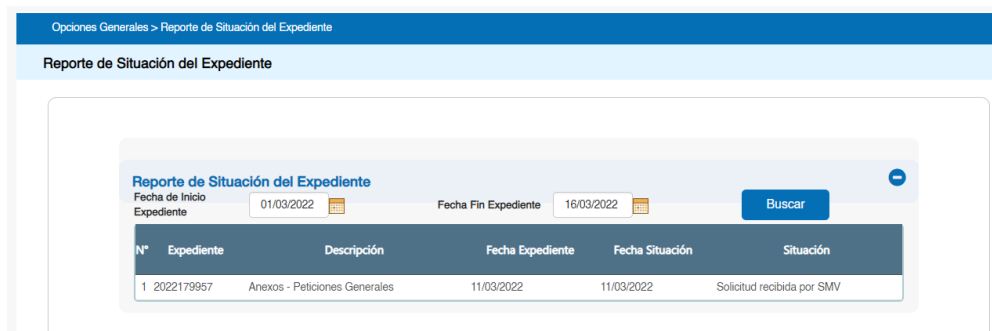 Opciones Generales > Reporte de Situación del Expediente
Reporte de Situación del Expediente
Reporte de Situación del Expediente
Fecha de Inicio Expediente 01/03/2022 Fecha Fin Expediente 16/03/2022 Buscar
N° Expediente Descripción Fecha Expediente Fecha Situación Situación
1 2022179957 Anexos - Peticiones Generales 11/03/2022 11/03/2022 Solicitud recibida por SMV